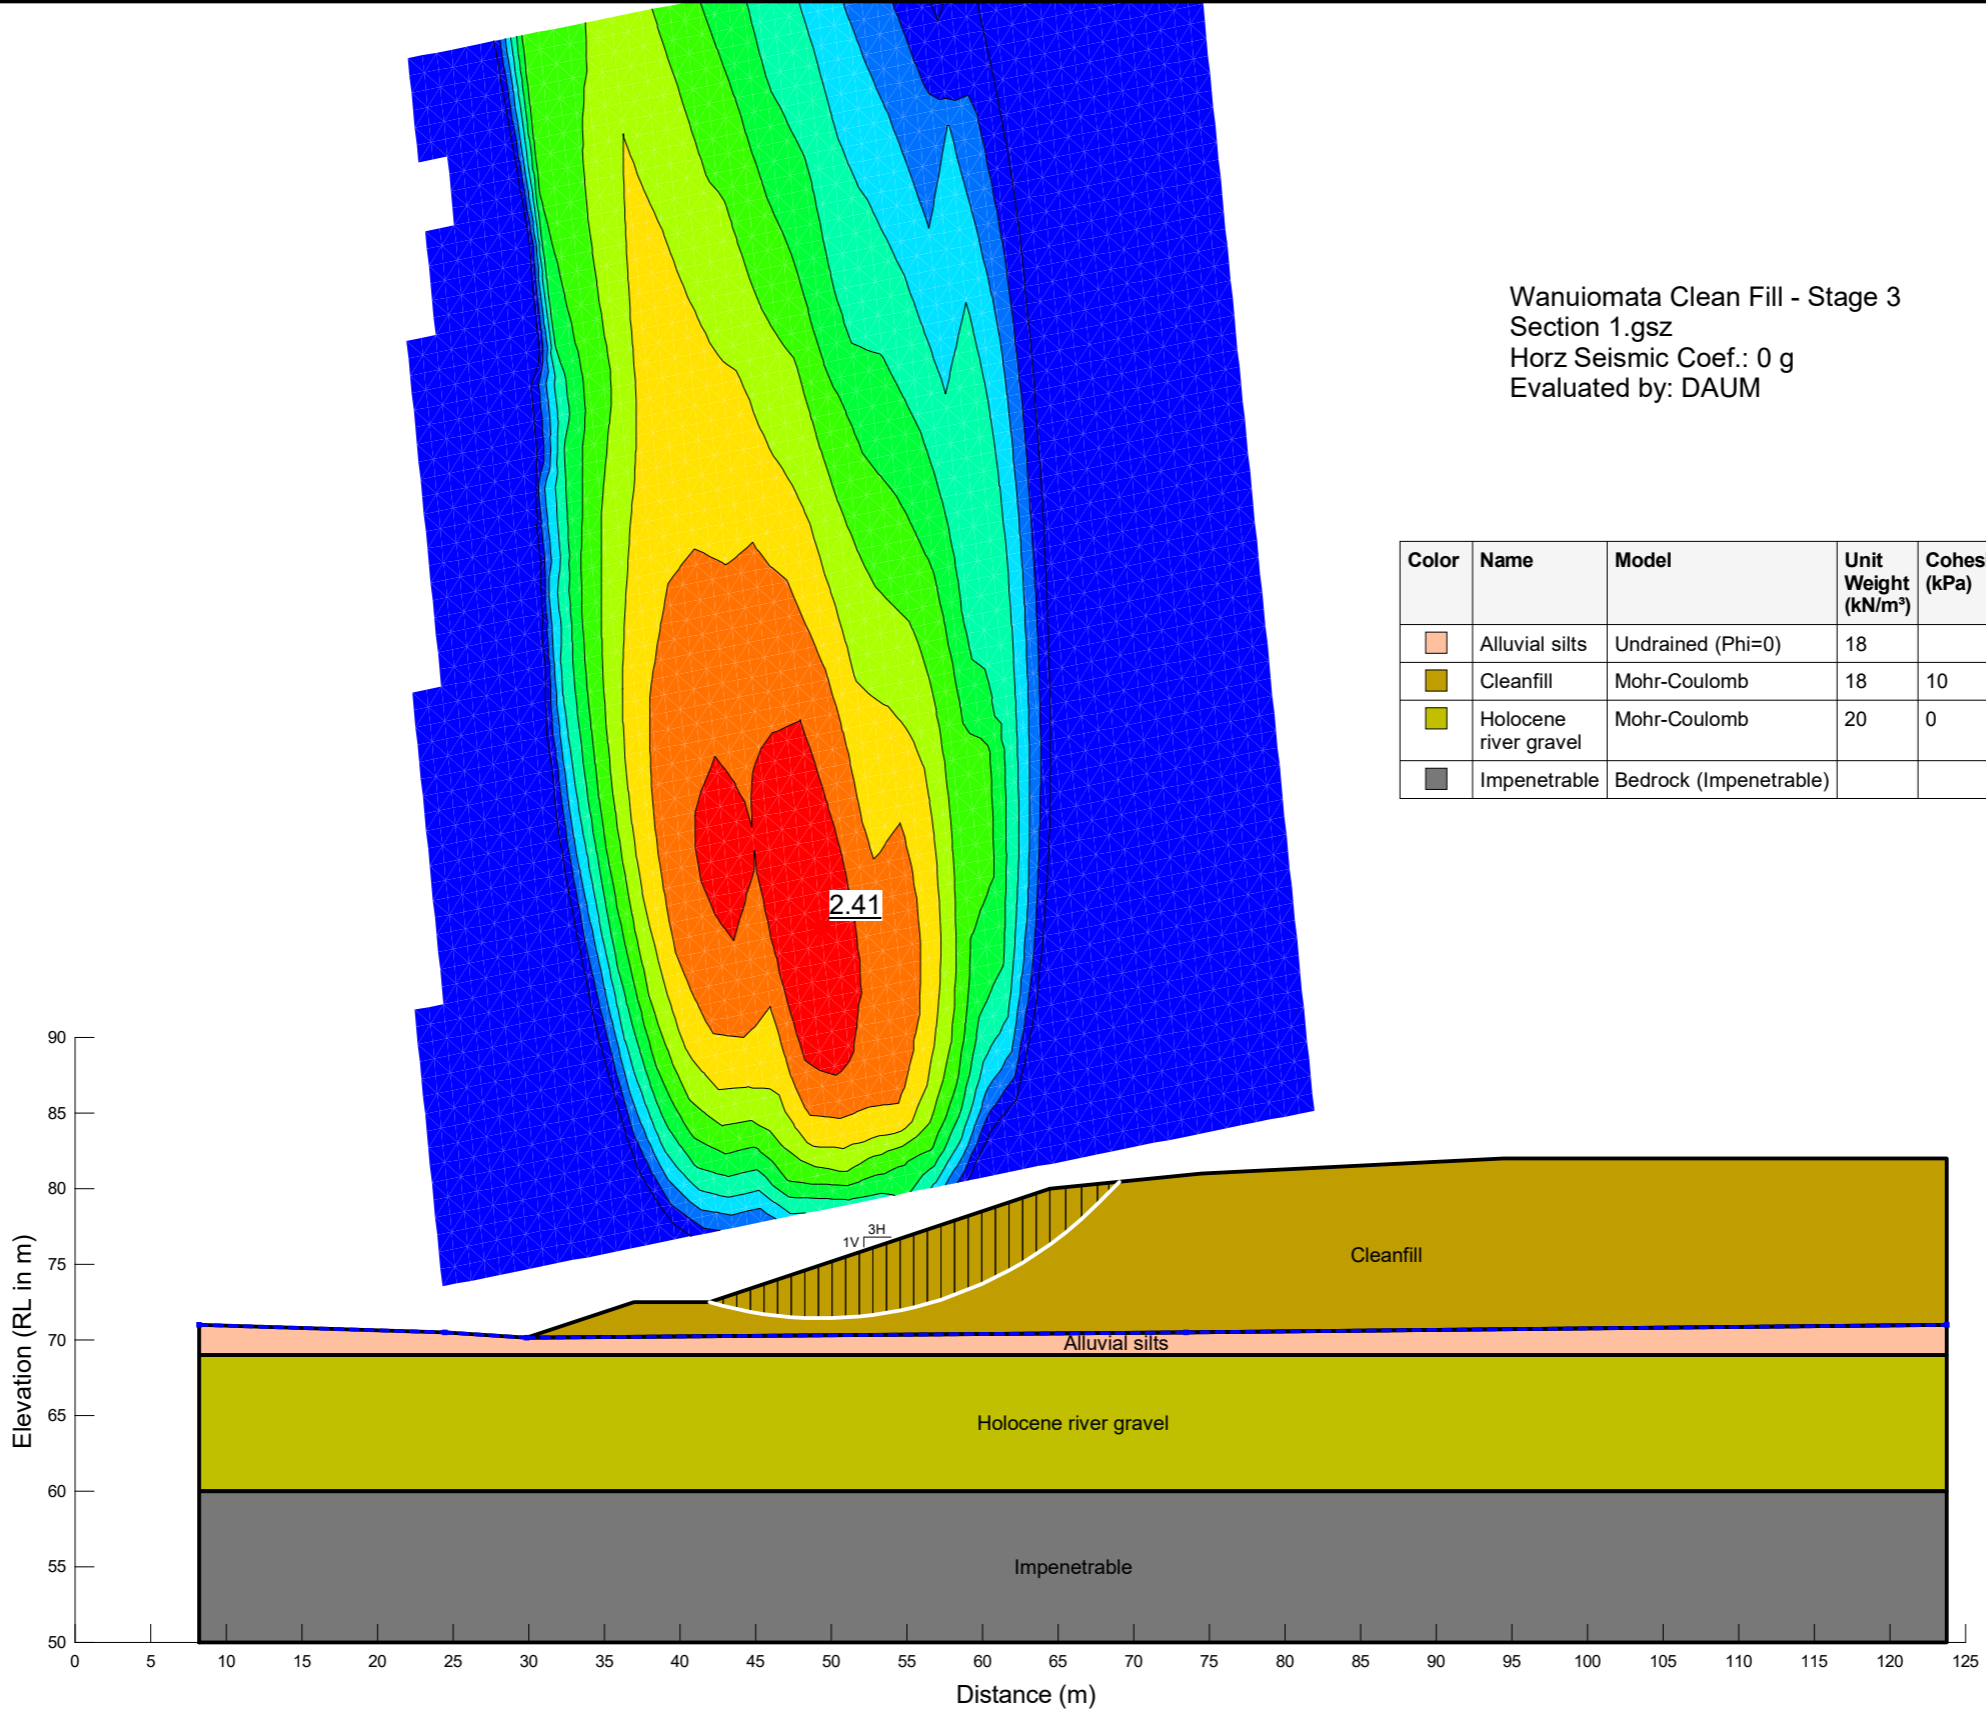 Wanuiomata Clean Fill - Stage 3
Section 1.gsz
Horz Seismic Coef.: 0 g
Evaluated by: DAUM
Color Name Model Unit Weight (kN/m³) Cohes (kPa)
Alluvial silts Undrained (Phi=0) 18
Cleanfill Mohr-Coulomb 18 10
Holocene river gravel Mohr-Coulomb 20 0
Impenetrable Bedrock (Impenetrable)
2.41
3H
1V
Cleanfill
Alluvial silts
Holocene river gravel
Impenetrable
Elevation (RL in m)
90
85
80
75
70
65
60
55
50
0 5 10 15 20 25 30 35 40 45 50 55 60 65 70 75 80 85 90 95 100 105 110 115 120 125
Distance (m)